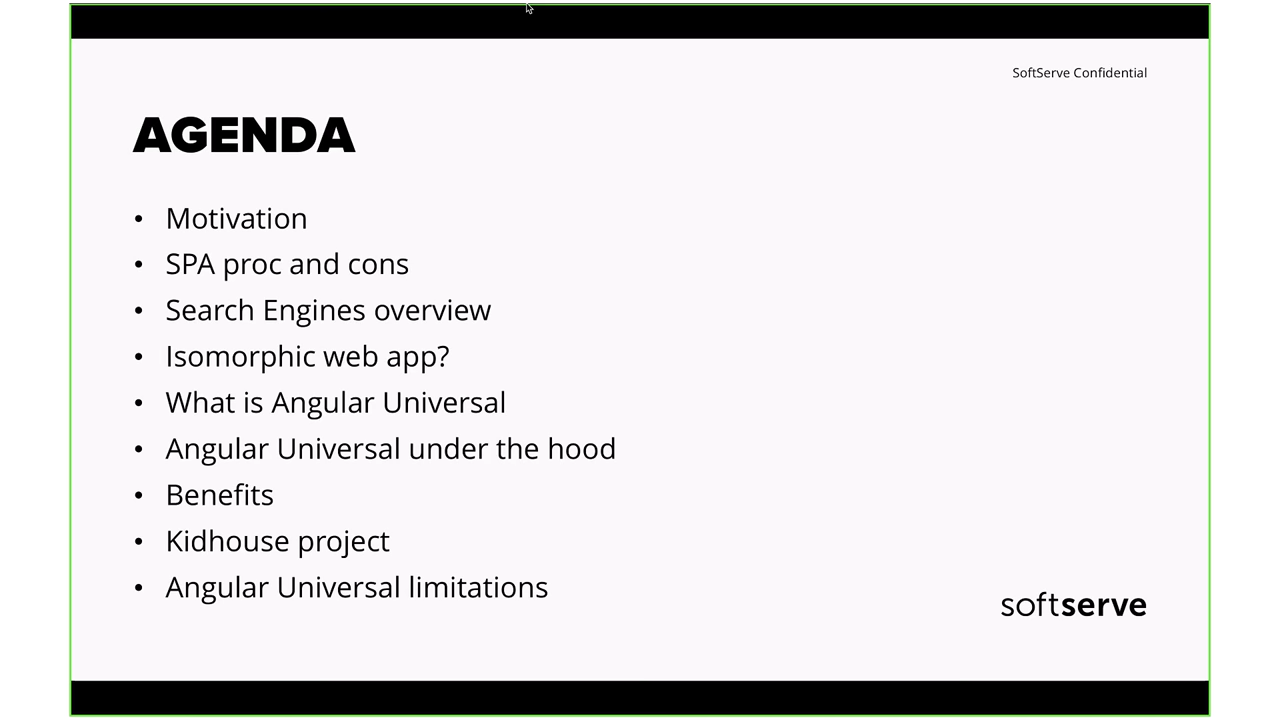 SoftServe Confidential
AGENDA
• Motivation
• SPA proc and cons
• Search Engines overview
• Isomorphic web app?
• What is Angular Universal
• Angular Universal under the hood
• Benefits
• Kidhouse project
• Angular Universal limitations
softserve